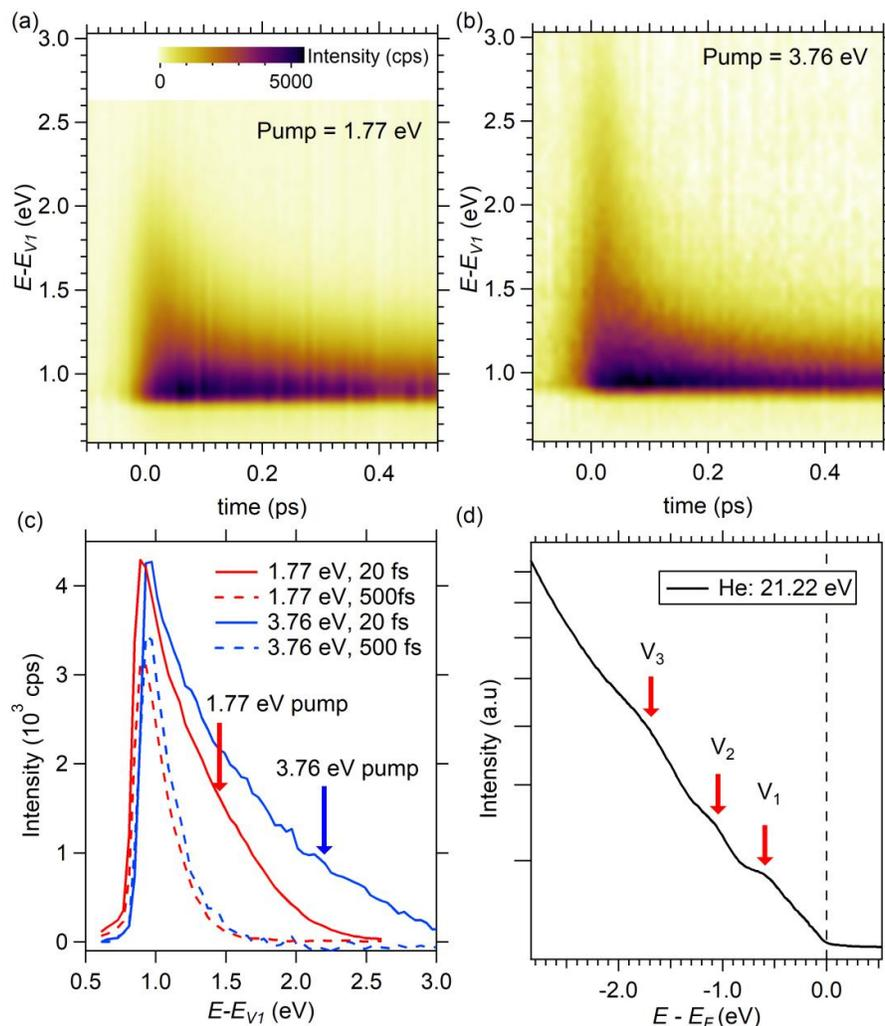 (a)
3.0
2.5
2.0
1.5
1.0
E-E_V1 (eV)
Intensity (cps)
0 5000
Pump = 1.77 eV
0.0 0.2 0.4
time (ps)
(b)
3.0
2.5
2.0
1.5
1.0
E-E_V1 (eV)
Pump = 3.76 eV
0.0 0.2 0.4
time (ps)
(c)
4
3
2
1
0
Intensity (10³ cps)
1.77 eV, 20 fs
1.77 eV, 500fs
3.76 eV, 20 fs
3.76 eV, 500 fs
1.77 eV pump
3.76 eV pump
0.5 1.0 1.5 2.0 2.5 3.0
E-E_V1 (eV)
(d)
Intensity (a.u)
He: 21.22 eV
V₃
V₂
V₁
-2.0 -1.0 0.0
E - E_F (eV)